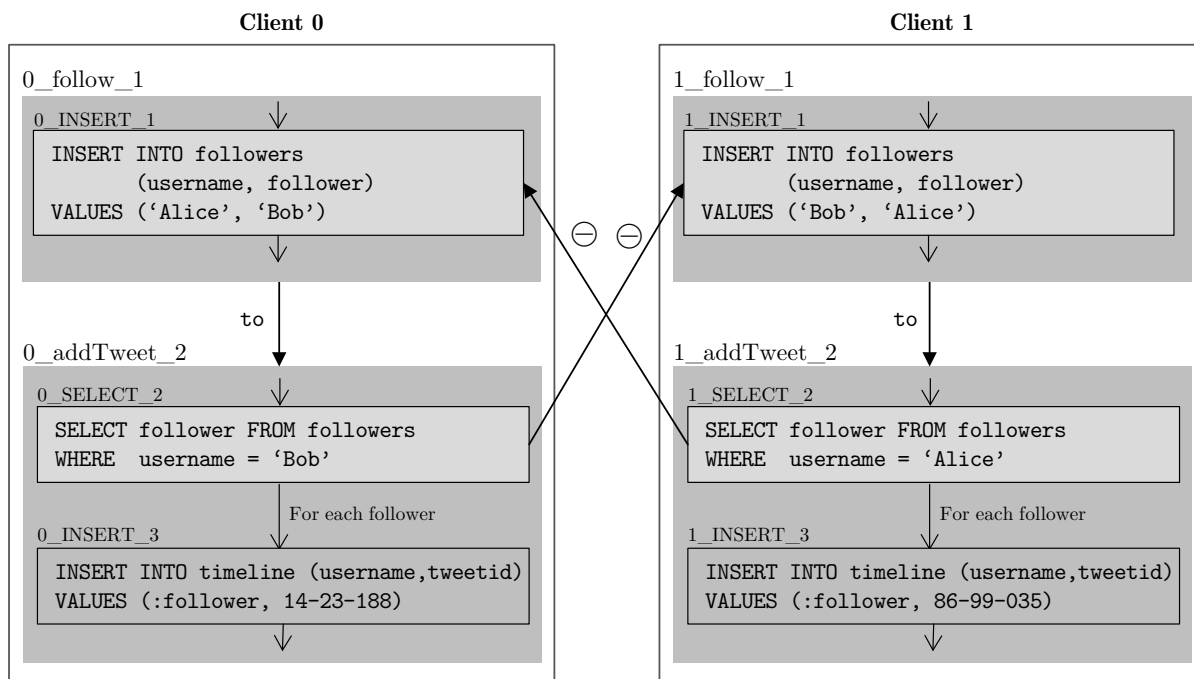 Client 0
0_follow_1
0_INSERT_1
INSERT INTO followers
(username, follower)
VALUES (‘Alice’, ‘Bob’)
to
0_addTweet_2
0_SELECT_2
SELECT follower FROM followers
WHERE username = ‘Bob’
For each follower
0_INSERT_3
INSERT INTO timeline (username,tweetid)
VALUES (:follower, 14-23-188)
⊖ ⊖
Client 1
1_follow_1
1_INSERT_1
INSERT INTO followers
(username, follower)
VALUES (‘Bob’, ‘Alice’)
to
1_addTweet_2
1_SELECT_2
SELECT follower FROM followers
WHERE username = ‘Alice’
For each follower
1_INSERT_3
INSERT INTO timeline (username,tweetid)
VALUES (:follower, 86-99-035)